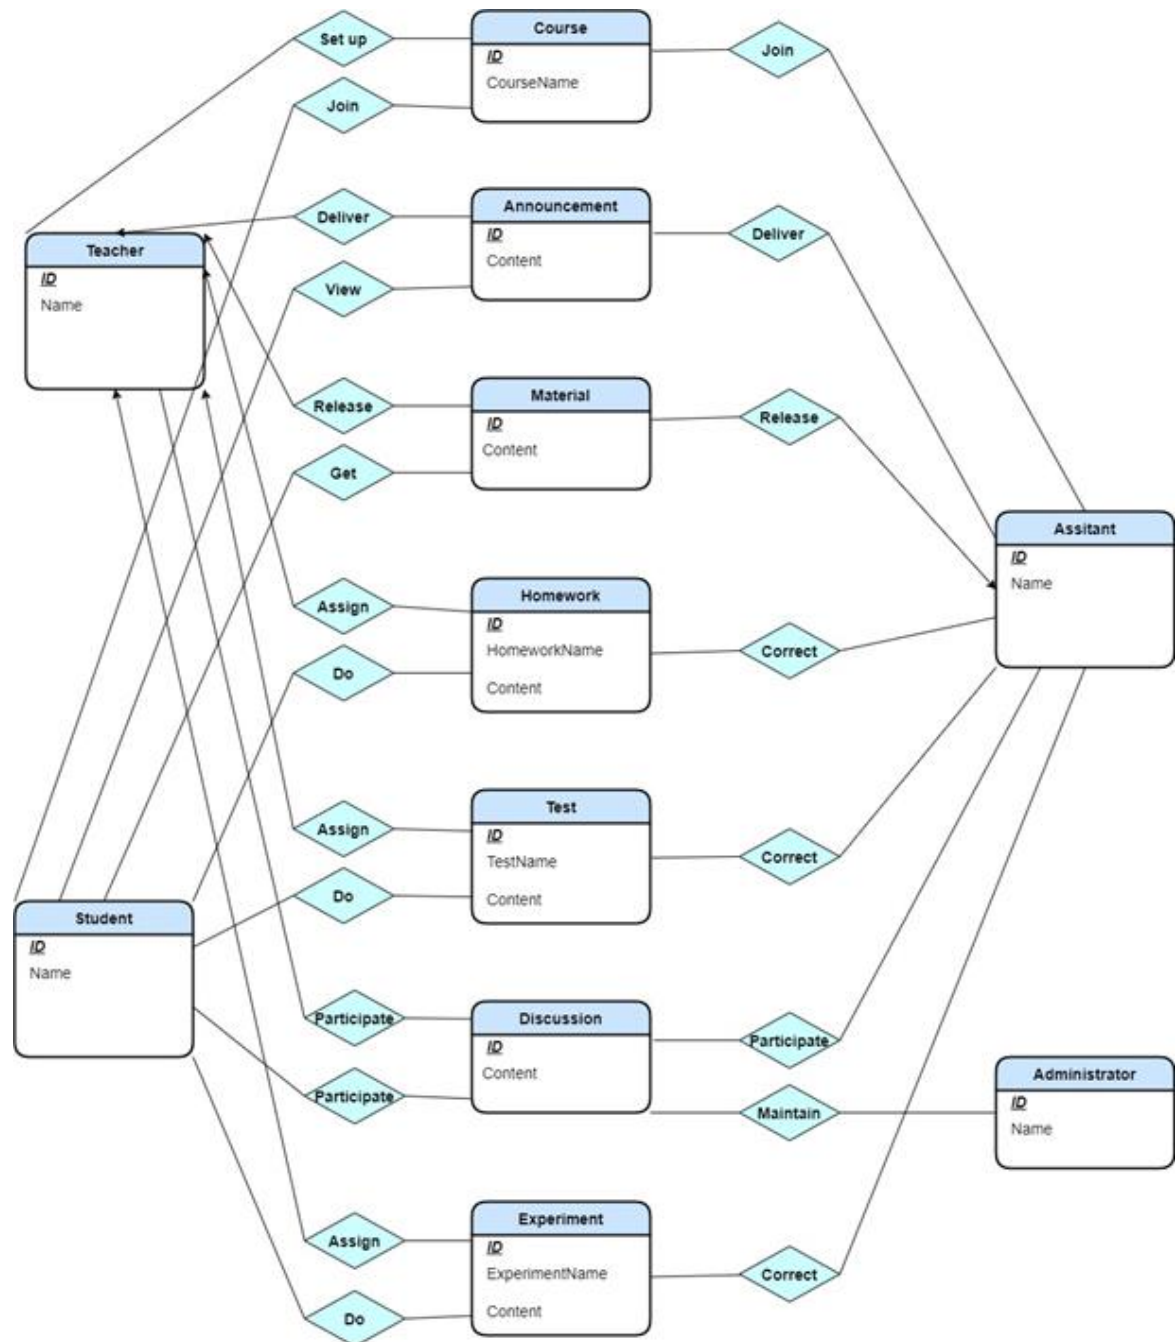 Course
ID
CourseName
Set up
Join
Join
Announcement
ID
Content
Deliver
View
Deliver
Teacher
ID
Name
Material
ID
Content
Release
Get
Release
Assitant
ID
Name
Homework
ID
HomeworkName
Content
Assign
Do
Correct
Test
ID
TestName
Content
Assign
Do
Correct
Student
ID
Name
Discussion
ID
Content
Participate
Participate
Participate
Maintain
Administrator
ID
Name
Experiment
ID
ExperimentName
Content
Assign
Do
Correct